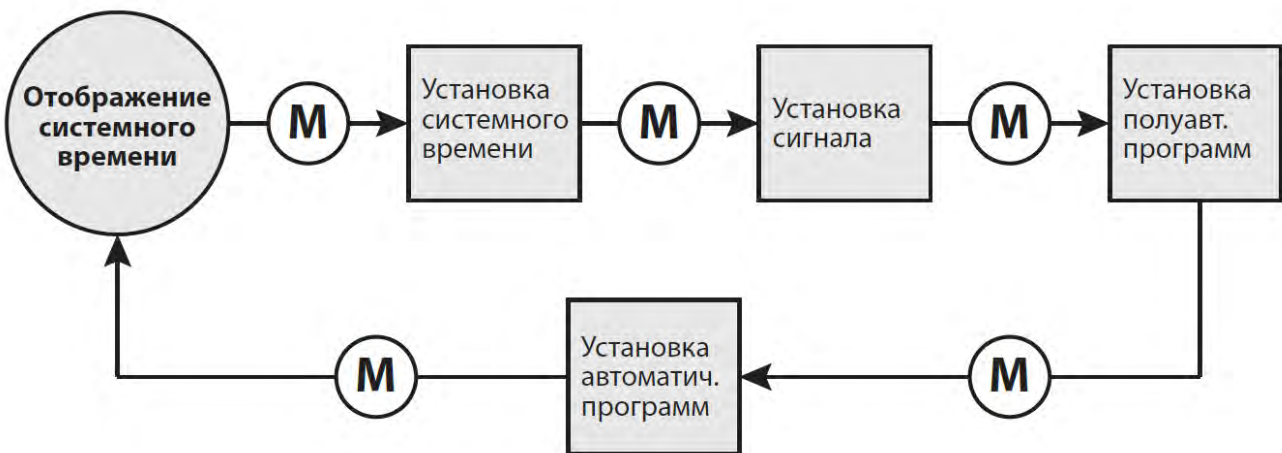 Отображение
системного
времени
М
Установка
системного
времени
М
Установка
сигнала
М
Установка
полуавт.
программ
М
Установка
автоматич.
программ
М